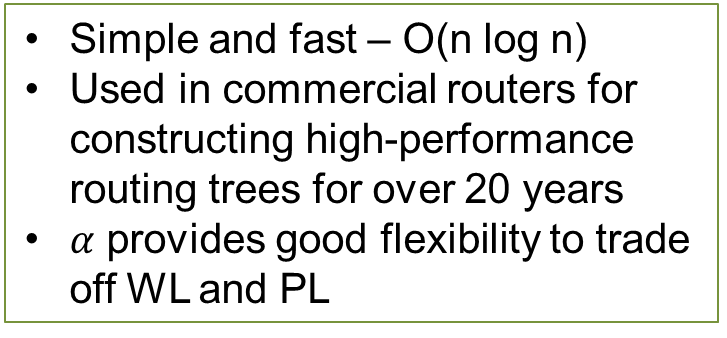 • Simple and fast – O(n log n)
• Used in commercial routers for
constructing high-performance
routing trees for over 20 years
• 𝛼 provides good flexibility to trade
off WL and PL